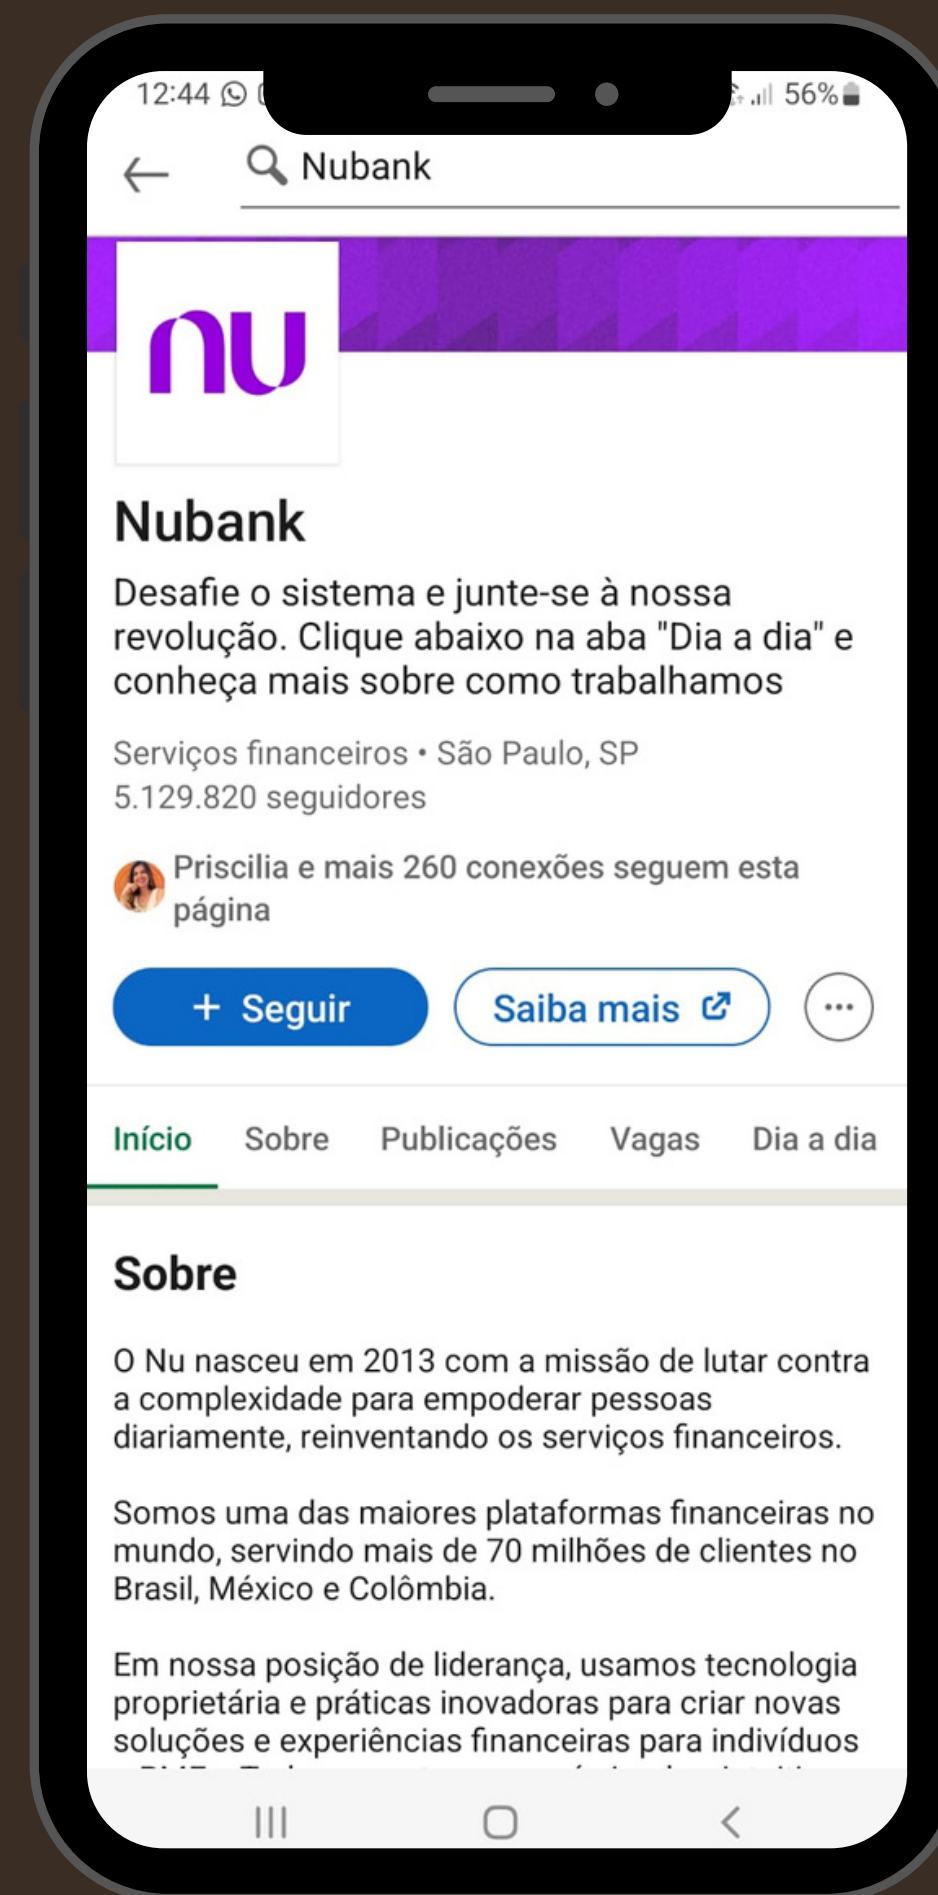 12:44
56%
Nubank
nu
Nubank
Desafie o sistema e junte-se à nossa
revolução. Clique abaixo na aba "Dia a dia" e
conheça mais sobre como trabalhamos
Serviços financeiros • São Paulo, SP
5.129.820 seguidores
Priscilia e mais 260 conexões seguem esta
página
+ Seguir
Saiba mais
Início
Sobre
Publicações
Vagas
Dia a dia
Sobre
O Nu nasceu em 2013 com a missão de lutar contra
a complexidade para empoderar pessoas
diariamente, reinventando os serviços financeiros.
Somos uma das maiores plataformas financeiras no
mundo, servindo mais de 70 milhões de clientes no
Brasil, México e Colômbia.
Em nossa posição de liderança, usamos tecnologia
proprietária e práticas inovadoras para criar novas
soluções e experiências financeiras para indivíduos